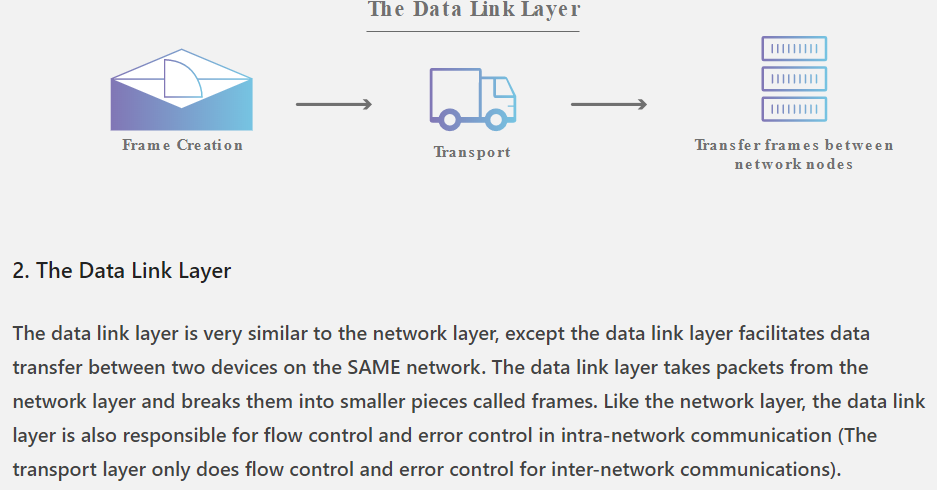 The Data Link Layer
Frame Creation
Transport
Transfer frames between
network nodes
2. The Data Link Layer
The data link layer is very similar to the network layer, except the data link layer facilitates data
transfer between two devices on the SAME network. The data link layer takes packets from the
network layer and breaks them into smaller pieces called frames. Like the network layer, the data link
layer is also responsible for flow control and error control in intra-network communication (The
transport layer only does flow control and error control for inter-network communications).